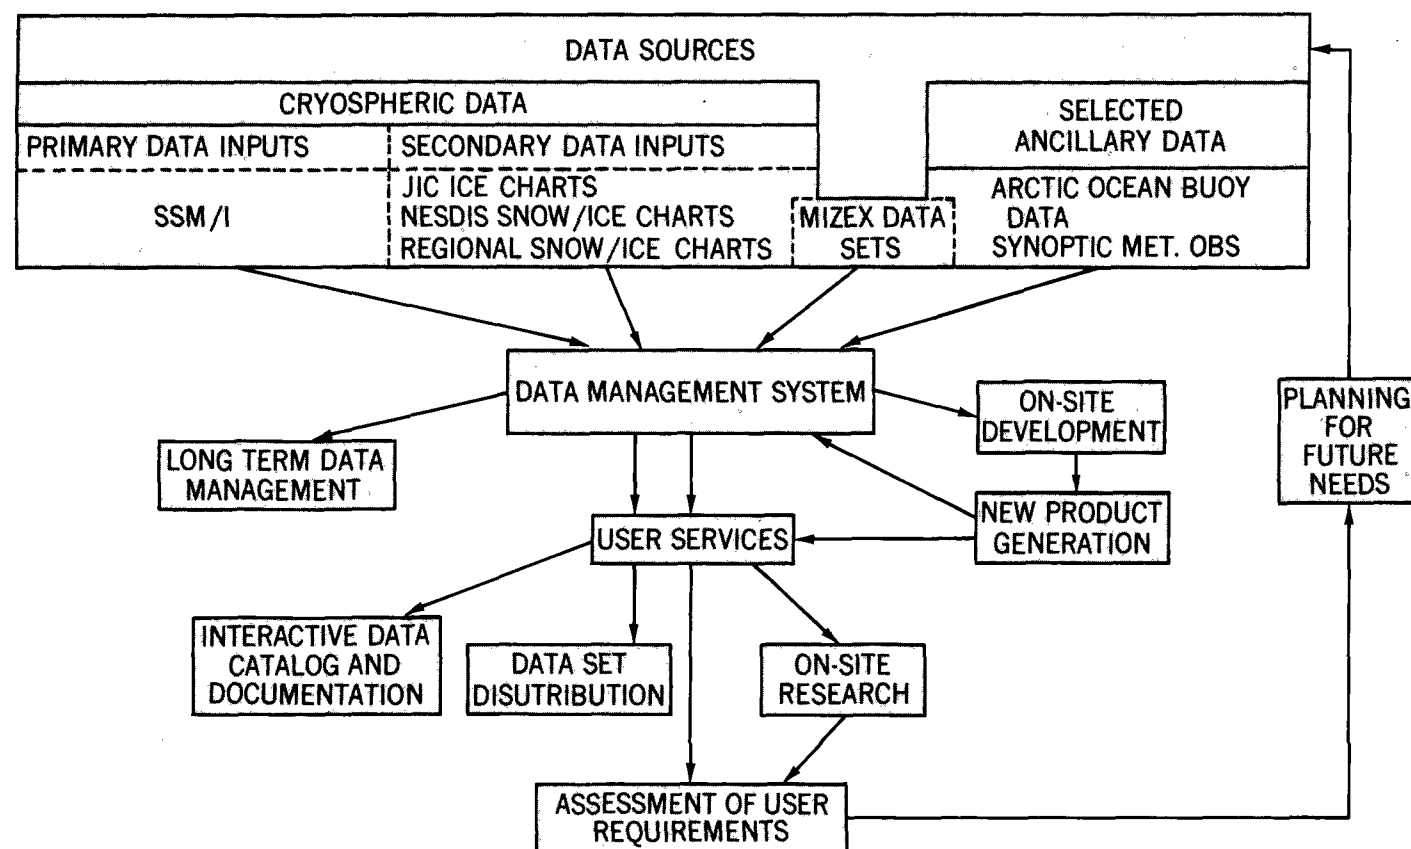 DATA SOURCES
CRYOSPHERIC DATA
PRIMARY DATA INPUTS
SECONDARY DATA INPUTS
SSM/I
JIC ICE CHARTS
NESDIS SNOW/ICE CHARTS
REGIONAL SNOW/ICE CHARTS
MIZEX DATA
SETS
SELECTED
ANCILLARY DATA
ARCTIC OCEAN BUOY
DATA
SYNOPTIC MET. OBS
DATA MANAGEMENT SYSTEM
ON-SITE
DEVELOPMENT
PLANNING
FOR
FUTURE
NEEDS
LONG TERM DATA
MANAGEMENT
NEW PRODUCT
GENERATION
USER SERVICES
INTERACTIVE DATA
CATALOG AND
DOCUMENTATION
DATA SET
DISUTRIBUTION
ON-SITE
RESEARCH
ASSESSMENT OF USER
REQUIREMENTS